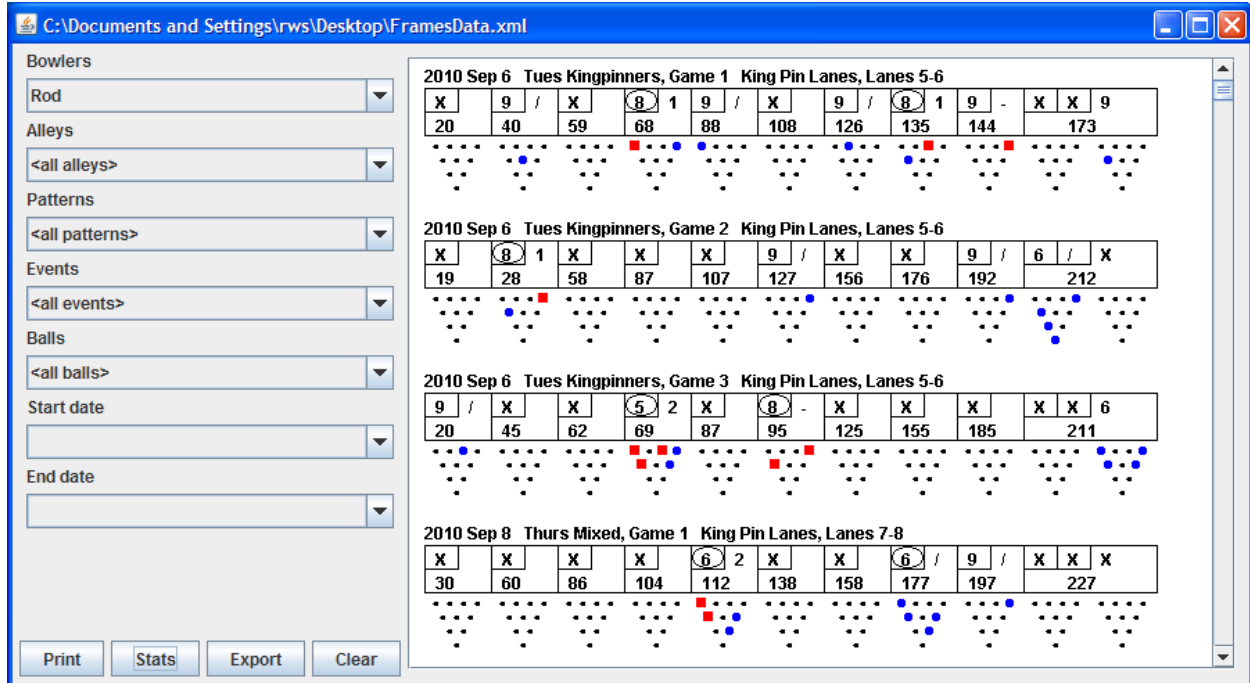 C:\Documents and Settings\rws\Desktop\FramesData.xml
Bowlers
Rod
Alleys
<all alleys>
Patterns
<all patterns>
Events
<all events>
Balls
<all balls>
Start date
End date
Print Stats Export Clear
2010 Sep 6 Tues Kingpinners, Game 1 King Pin Lanes, Lanes 5-6
X 9 / X 8 1 9 / X 9 / 8 1 9 - X X 9
20 40 59 68 88 108 126 135 144 173
2010 Sep 6 Tues Kingpinners, Game 2 King Pin Lanes, Lanes 5-6
X 8 1 X X X 9 / X X 9 / 6 / X
19 28 58 87 107 127 156 176 192 212
2010 Sep 6 Tues Kingpinners, Game 3 King Pin Lanes, Lanes 5-6
9 / X X 5 2 X 8 - X X X X X 6
20 45 62 69 87 95 125 155 185 211
2010 Sep 8 Thurs Mixed, Game 1 King Pin Lanes, Lanes 7-8
X X X X 6 2 X X 6 / 9 / X X X
30 60 86 104 112 138 158 177 197 227